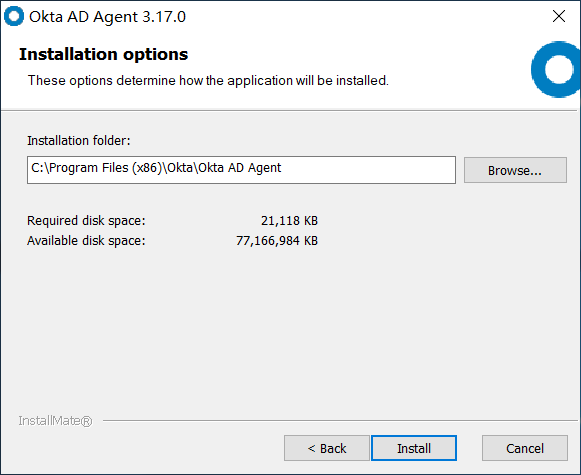 Okta AD Agent 3.17.0
Installation options
These options determine how the application will be installed.
Installation folder:
C:\Program Files (x86)\Okta\Okta AD Agent
Browse...
Required disk space: 21,118 KB
Available disk space: 77,166,984 KB
InstallMate®
< Back
Install
Cancel